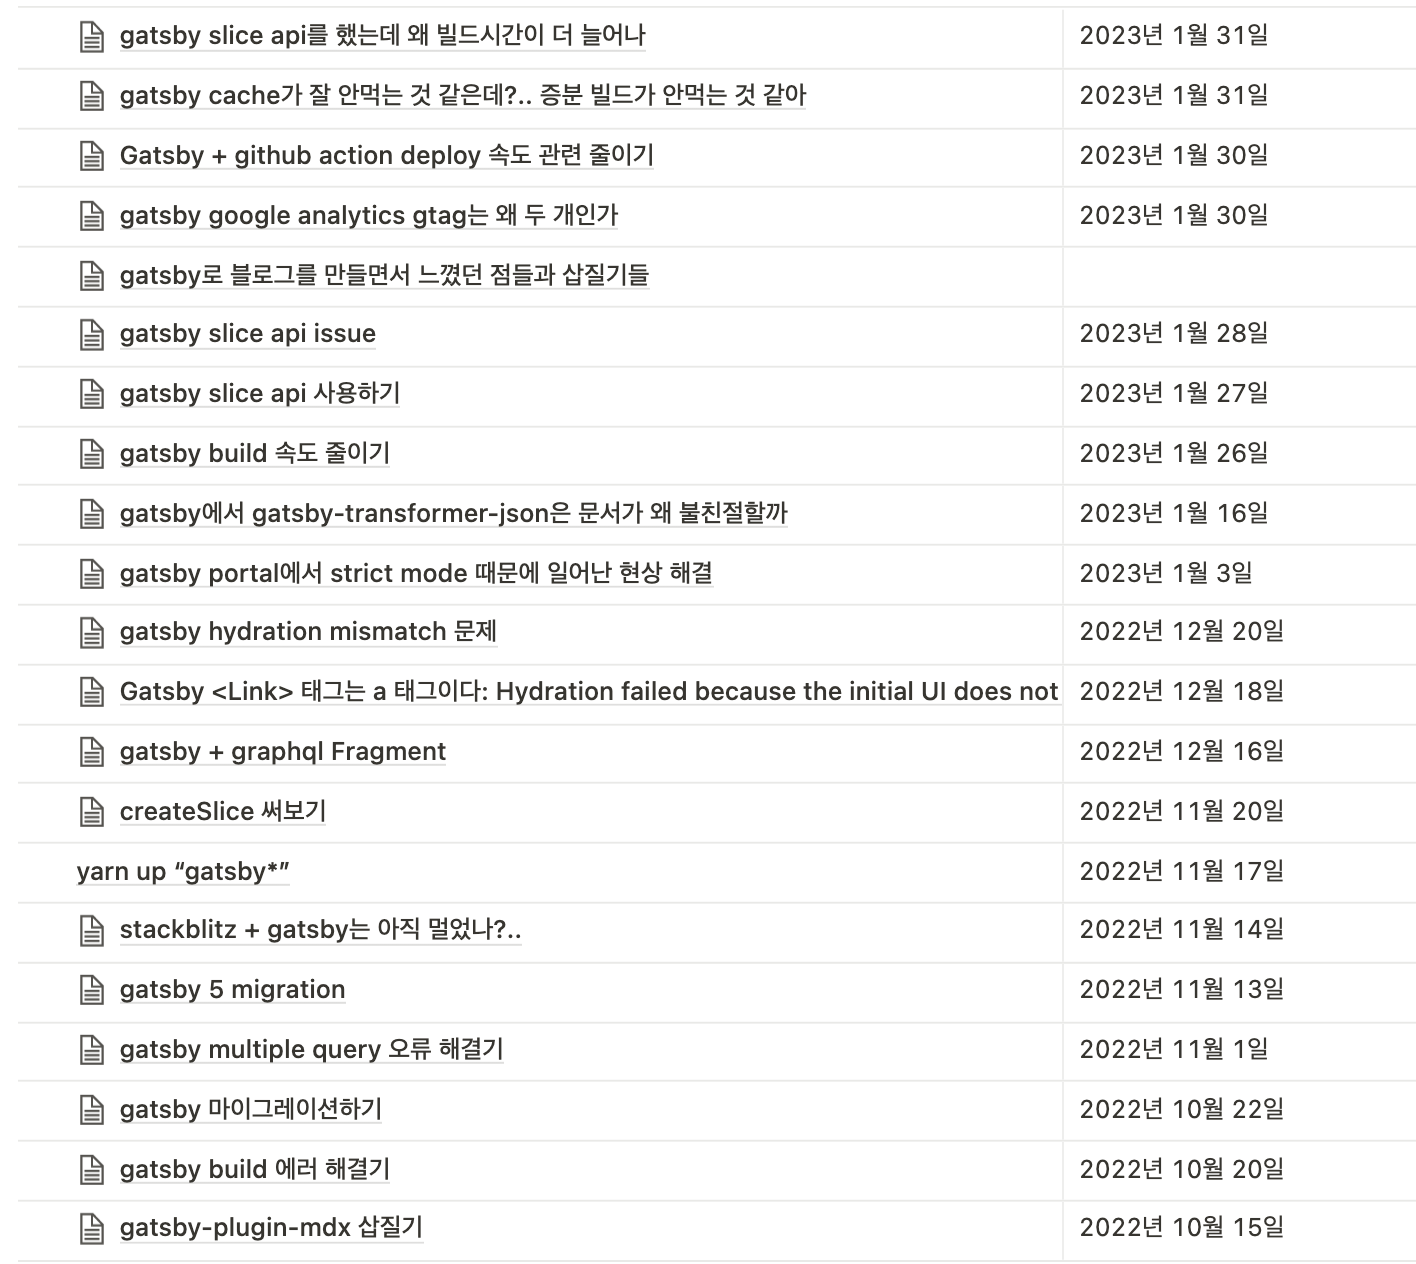 gatsby slice api를 했는데 왜 빌드시간이 더 늘어나 2023년 1월 31일
gatsby cache가 잘 안먹는 것 같은데?.. 증분 빌드가 안먹는 것 같아 2023년 1월 31일
Gatsby + github action deploy 속도 관련 줄이기 2023년 1월 30일
gatsby google analytics gtag는 왜 두 개인가 2023년 1월 30일
gatsby로 블로그를 만들면서 느꼈던 점들과 삽질기들
gatsby slice api issue 2023년 1월 28일
gatsby slice api 사용하기 2023년 1월 27일
gatsby build 속도 줄이기 2023년 1월 26일
gatsby에서 gatsby-transformer-json은 문서가 왜 불친절할까 2023년 1월 16일
gatsby portal에서 strict mode 때문에 일어난 현상 해결 2023년 1월 3일
gatsby hydration mismatch 문제 2022년 12월 20일
Gatsby <Link> 태그는 a 태그이다: Hydration failed because the initial UI does not 2022년 12월 18일
gatsby + graphql Fragment 2022년 12월 16일
createSlice 써보기 2022년 11월 20일
yarn up “gatsby*” 2022년 11월 17일
stackblitz + gatsby는 아직 멀었나?.. 2022년 11월 14일
gatsby 5 migration 2022년 11월 13일
gatsby multiple query 오류 해결기 2022년 11월 1일
gatsby 마이그레이션하기 2022년 10월 22일
gatsby build 에러 해결기 2022년 10월 20일
gatsby-plugin-mdx 삽질기 2022년 10월 15일